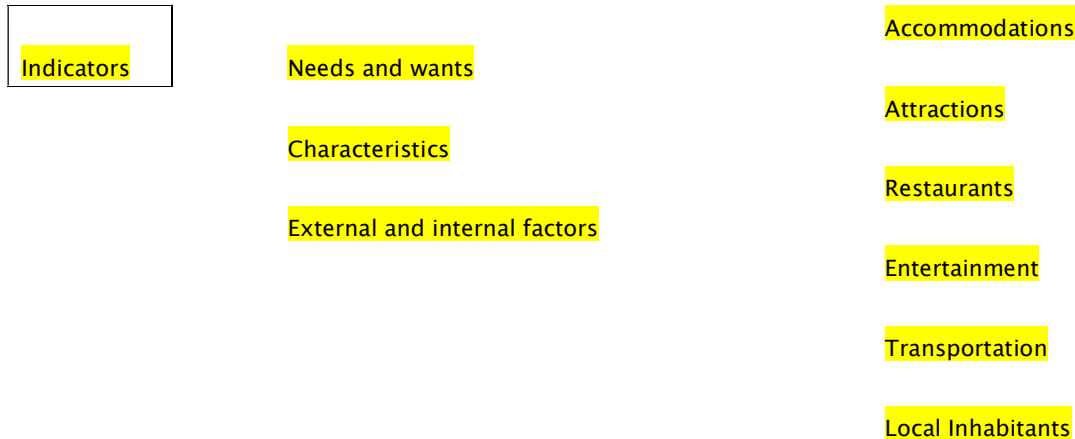 Indicators
Needs and wants
Characteristics
External and internal factors
Accommodations
Attractions
Restaurants
Entertainment
Transportation
Local Inhabitants